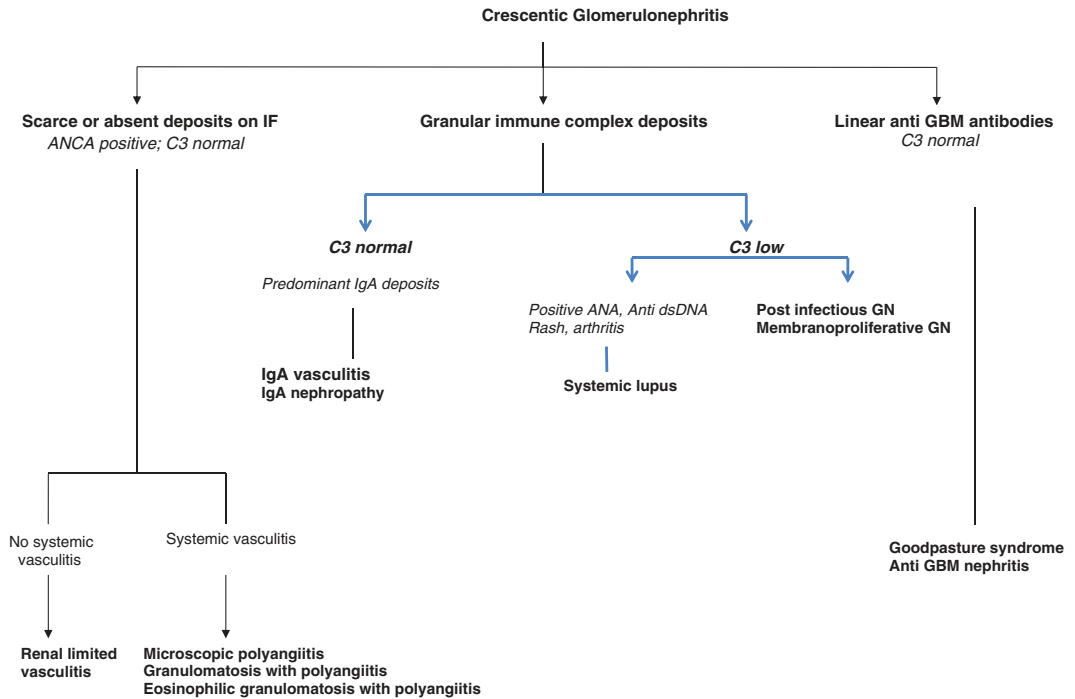 Crescentic Glomerulonephritis
Scarce or absent deposits on IF
ANCA positive; C3 normal
Granular immune complex deposits
Linear anti GBM antibodies
C3 normal
C3 normal
Predominant IgA deposits
IgA vasculitis
IgA nephropathy
C3 low
Positive ANA, Anti dsDNA
Rash, arthritis
Systemic lupus
Post infectious GN
Membranoproliferative GN
No systemic
vasculitis
Systemic vasculitis
Goodpasture syndrome
Anti GBM nephritis
Renal limited
vasculitis
Microscopic polyangiitis
Granulomatosis with polyangiitis
Eosinophilic granulomatosis with polyangiitis